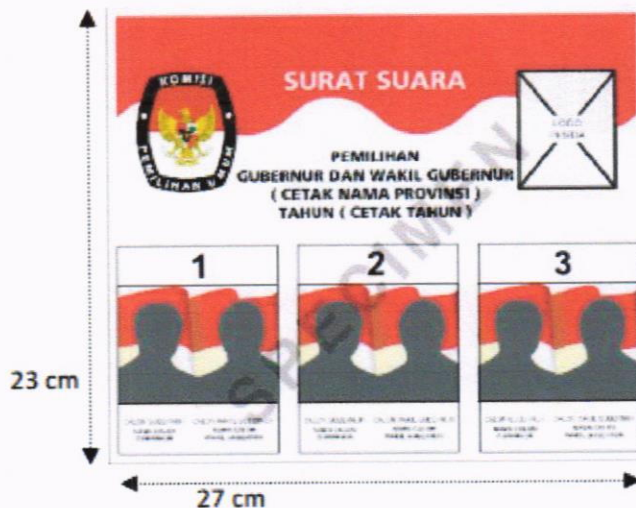 KOMISI
PEMILIHAN UMUM
SURAT SUARA
LOGO
PEMILIHAN
GUBERNUR DAN WAKIL GUBERNUR
( CETAK NAMA PROVINSI )
TAHUN ( CETAK TAHUN )
SPECIMEN
1 2 3
23 cm
27 cm